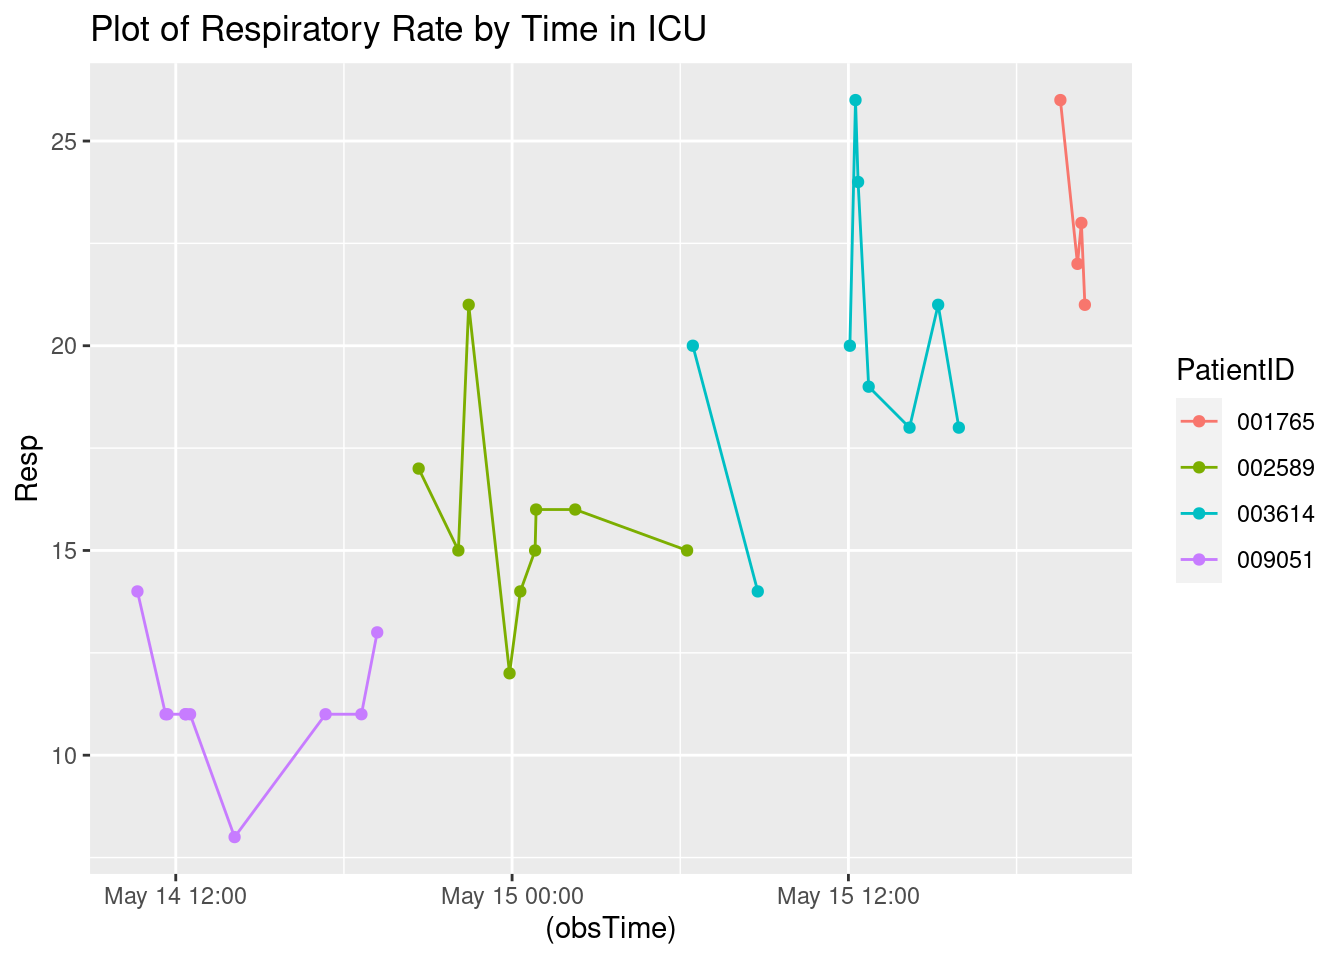 Plot of Respiratory Rate by Time in ICU
Resp
25
20
15
10
May 14 12:00
May 15 00:00
May 15 12:00
(obsTime)
PatientID
001765
002589
003614
009051